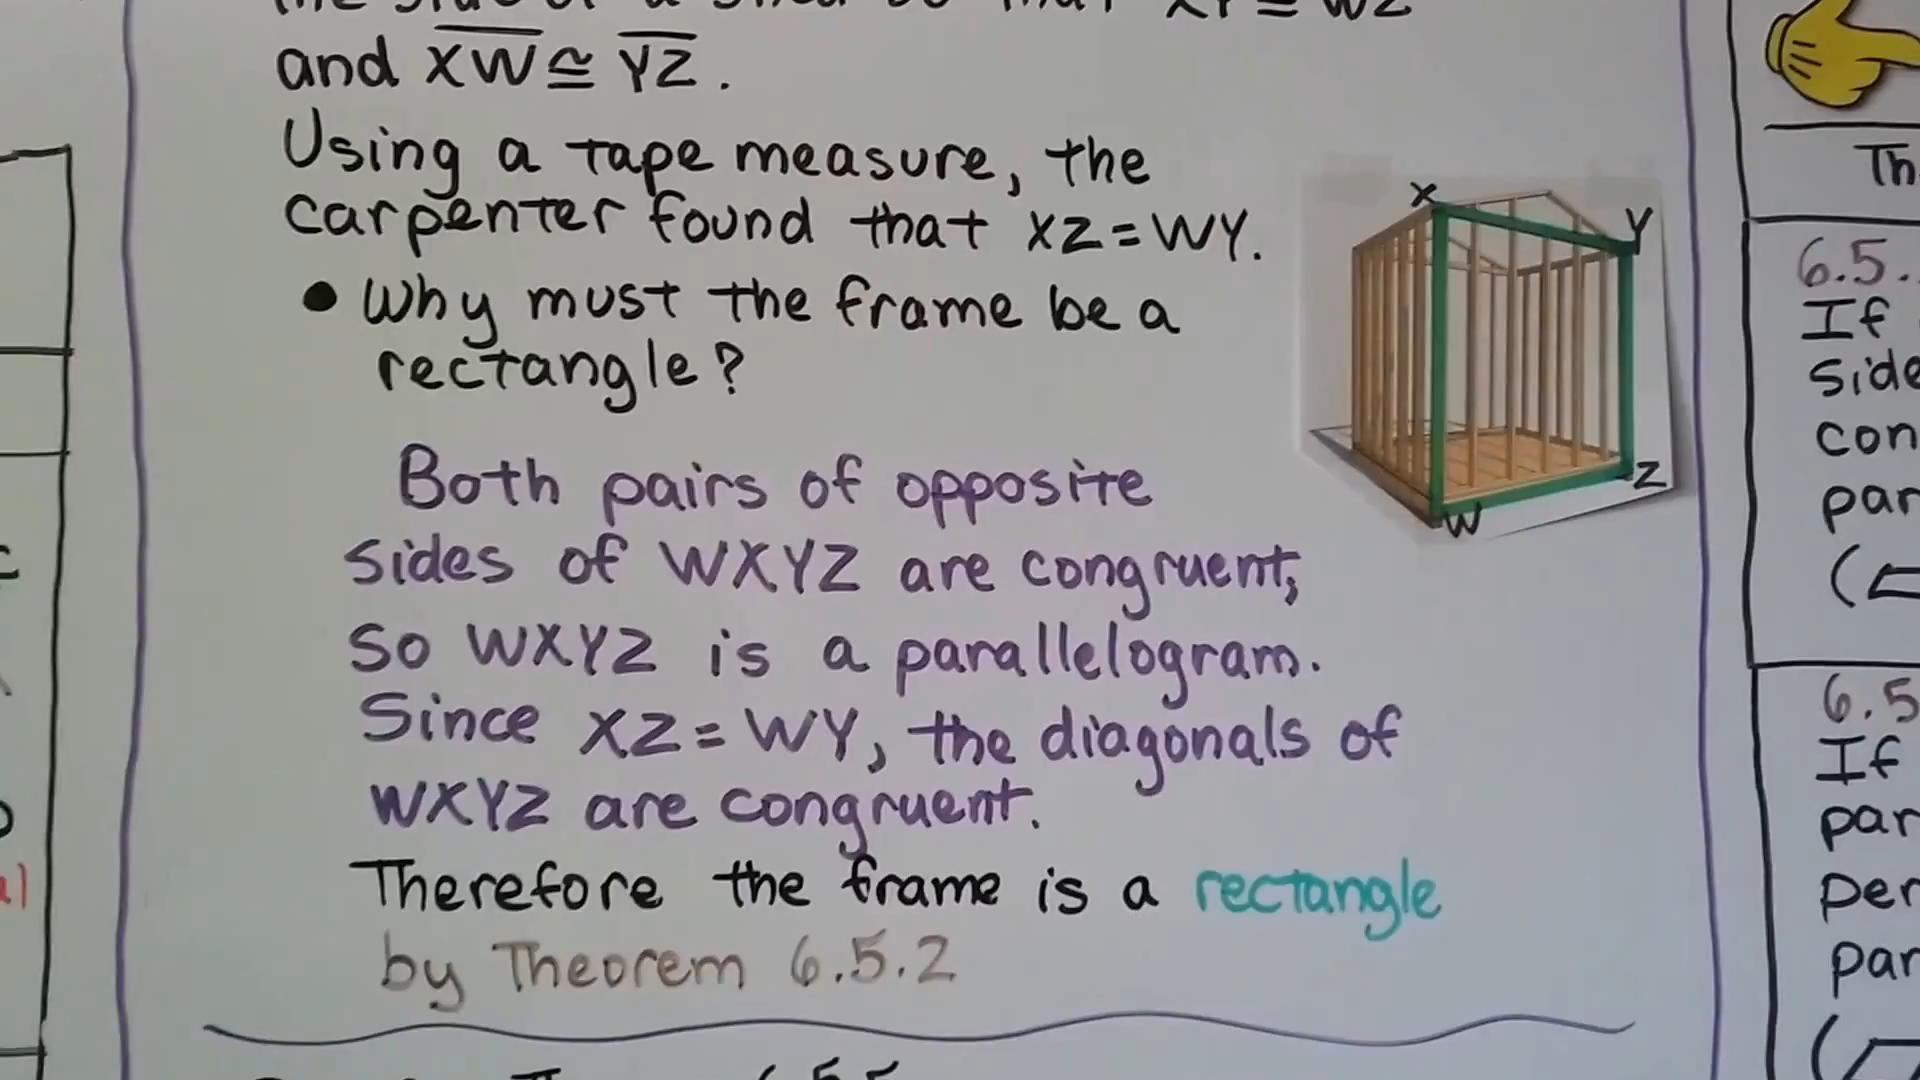 XY ≅ WZ
and XW ≅ YZ.
Using a tape measure, the
carpenter found that XZ = WY.
• Why must the frame be a
rectangle?
X
Y
Z
W
Both pairs of opposite
sides of WXYZ are congruent,
so WXYZ is a parallelogram.
Since XZ = WY, the diagonals of
WXYZ are congruent.
Therefore the frame is a rectangle
by Theorem 6.5.2
Th
6.5.
If
side
con
par
(
6.5
If
par
per
par
(